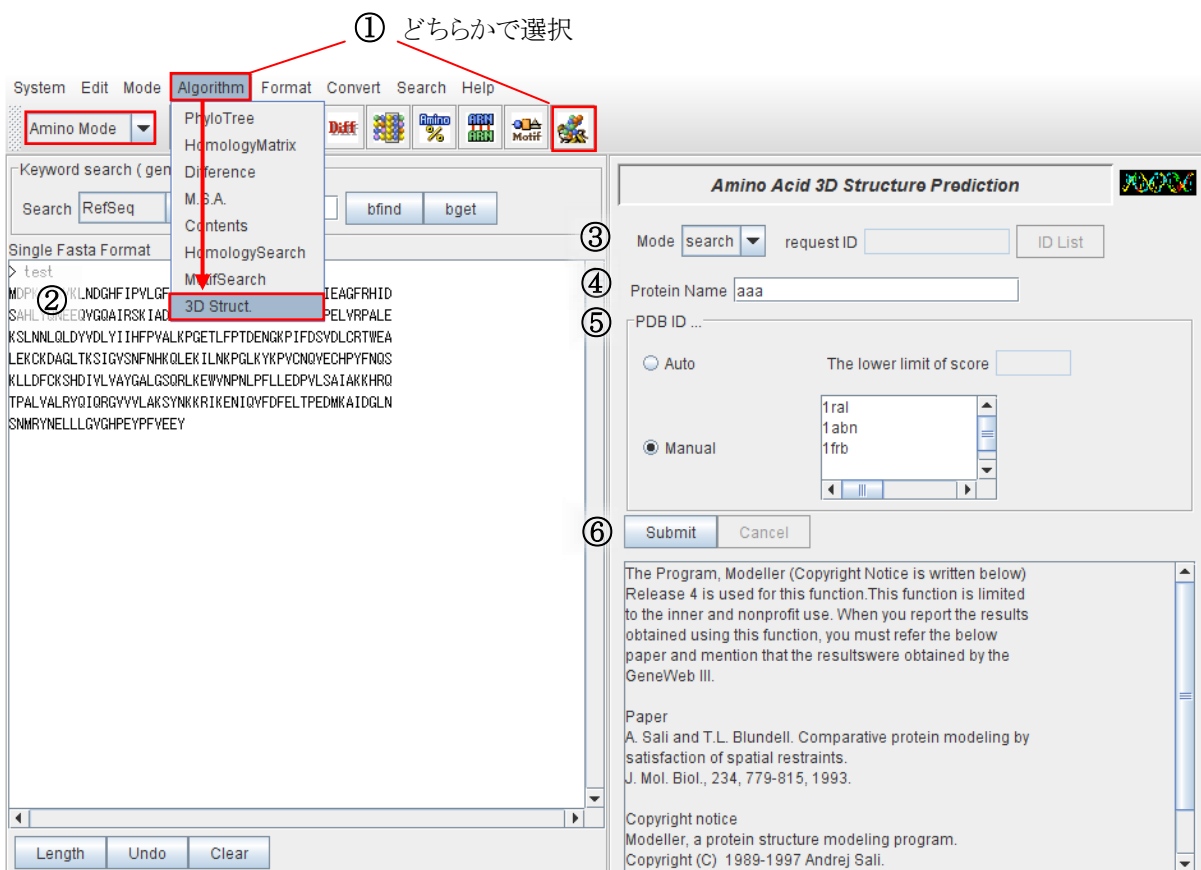 ① どちらかで選択
System Edit Mode Algorithm Format Convert Search Help
Amino Mode
PhyloTree
HomologyMatrix
Difference
M.S.A.
Contents
HomologySearch
MotifSearch
3D Struct.
Diff
Amino %
ARN ARN
Motif
Keyword search ( gen
Search RefSeq bfind bget
Single Fasta Format
> test
② LNDGHFIPVLGF IEAGFRHID
QVGQAIRSKIAD PELVRPALE
KSLNNLQLDYVDLYIIHFPVALKPGETLFPTDENGKPIFDSVDLCRTWEA
LEKCKDAGLTKSIGVSNFNHKQLEKILNKPGLKYKPVCNQVECHPYFNQS
KLLDFCKSHDIVLVAYGALGSQRLKEWVNPNLPFLLEDPVLSAIAKKHRQ
TPALVALRYQIQRGVVVLAKSYNKKRIKENIQVFDFELTPEDMKAIDGLN
SNMRYNELLLGVGHPEYPFVEEY
Length Undo Clear
Amino Acid 3D Structure Prediction
③ Mode search request ID ID List
④ Protein Name aaa
⑤ PDB ID ...
Auto The lower limit of score
Manual
1ral
1abn
1frb
⑥ Submit Cancel
The Program, Modeller (Copyright Notice is written below)
Release 4 is used for this function.This function is limited
to the inner and nonprofit use. When you report the results
obtained using this function, you must refer the below
paper and mention that the resultswere obtained by the
GeneWeb III.
Paper
A. Sali and T.L. Blundell. Comparative protein modeling by
satisfaction of spatial restraints.
J. Mol. Biol., 234, 779-815, 1993.
Copyright notice
Modeller, a protein structure modeling program.
Copyright (C) 1989-1997 Andrej Sali.